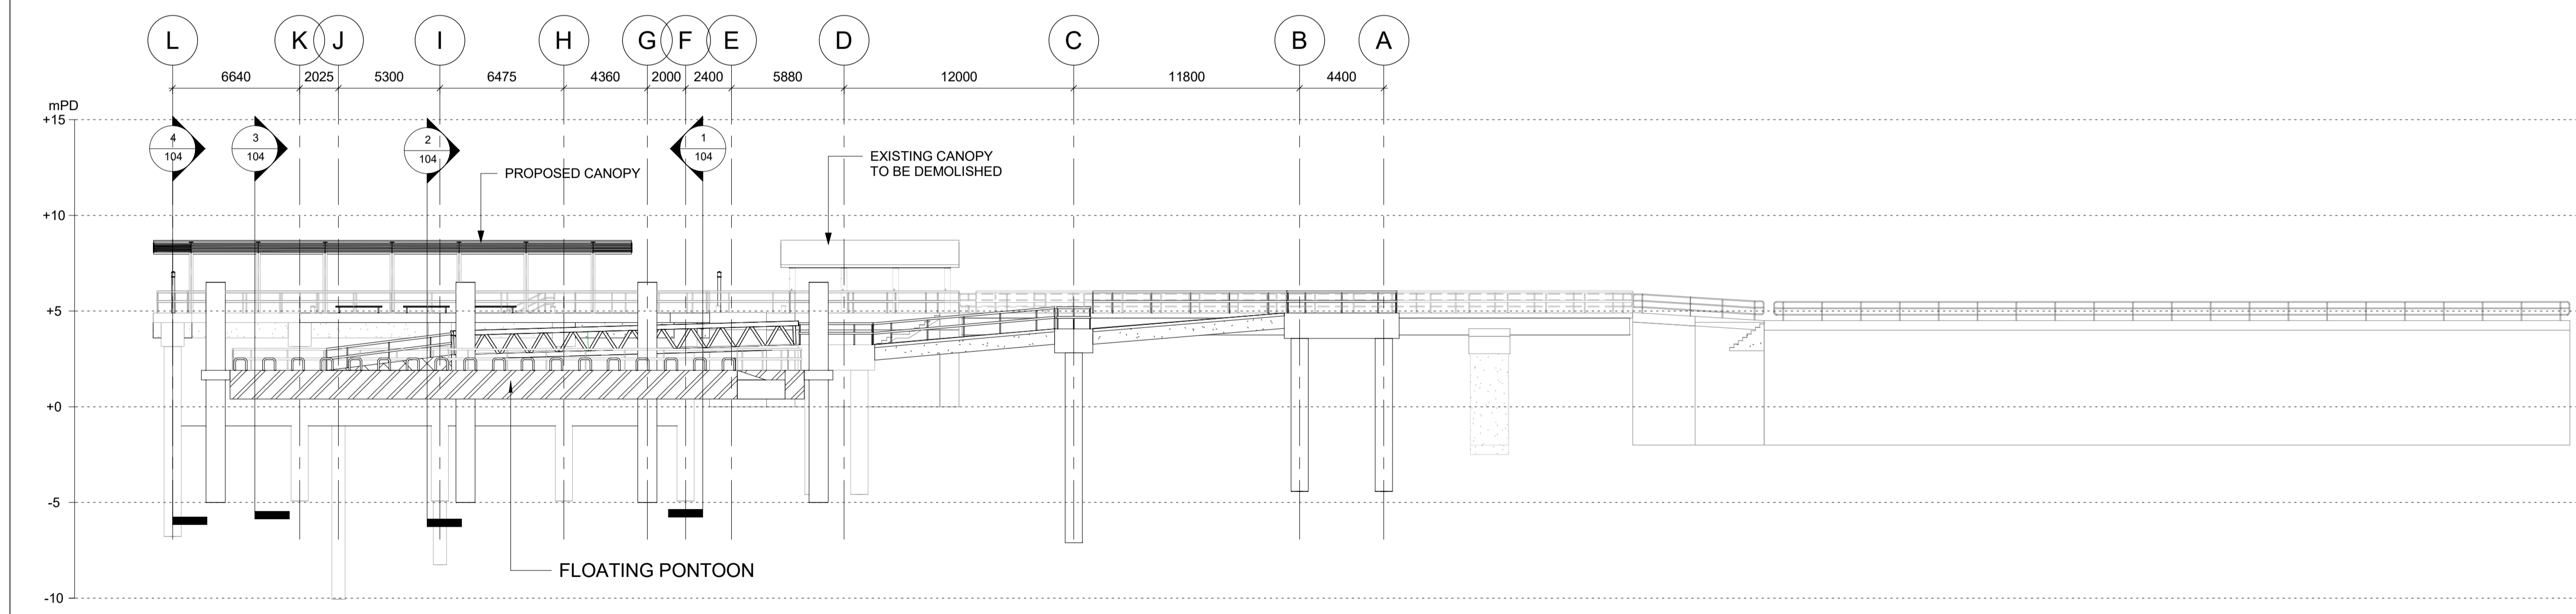 L K J I H G F E D C B A
6640 2025 5300 6475 4360 2000 2400 5880 12000 11800 4400
mPD
+15
4
104
3
104
2
104
1
104
PROPOSED CANOPY
EXISTING CANOPY
TO BE DEMOLISHED
+10
+5
+0
-5
FLOATING PONTOON
-10